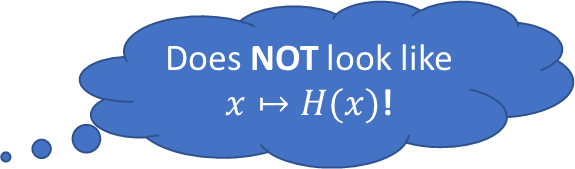 Does NOT look like
𝑥 ↦ 𝐻(𝑥)!